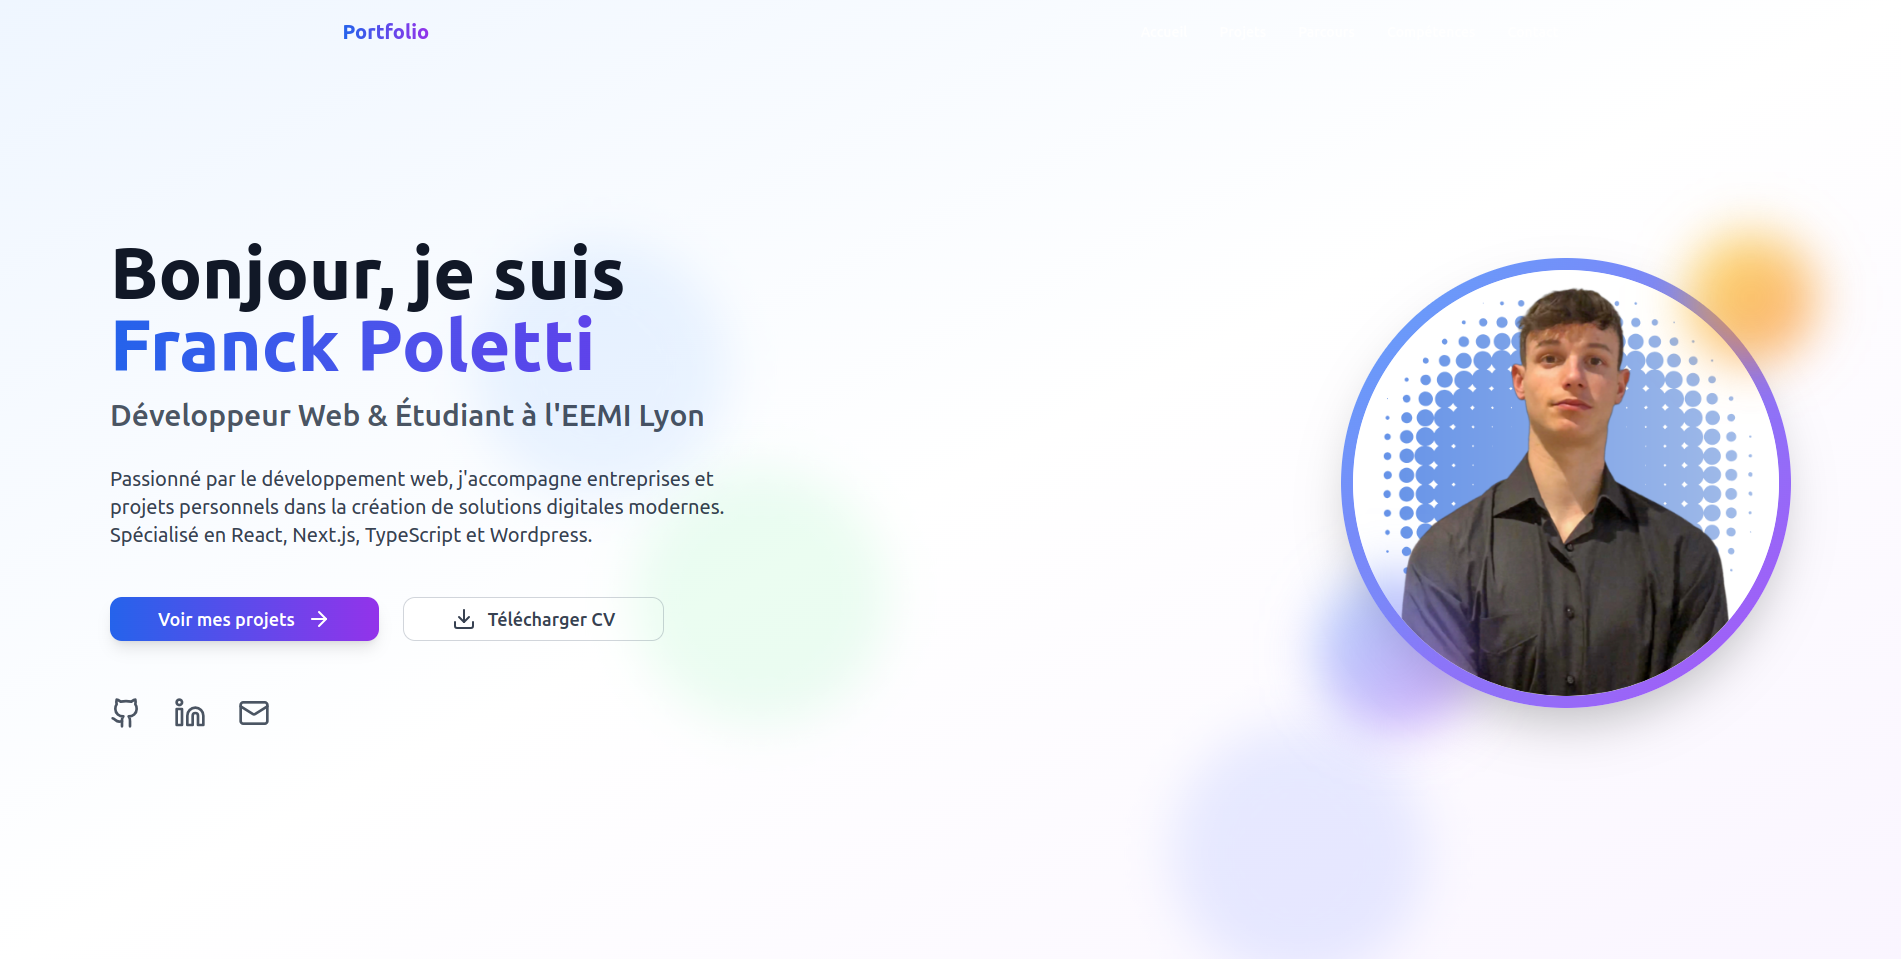 Portfolio
Accueil
Bonjour, je suis
Franck Poletti
Développeur Web & Étudiant à l'EEMI Lyon
Passionné par le développement web, j'accompagne entreprises et
projets personnels dans la création de solutions digitales modernes.
Spécialisé en React, Next.js, TypeScript et Wordpress.
Voir mes projets
Télécharger CV